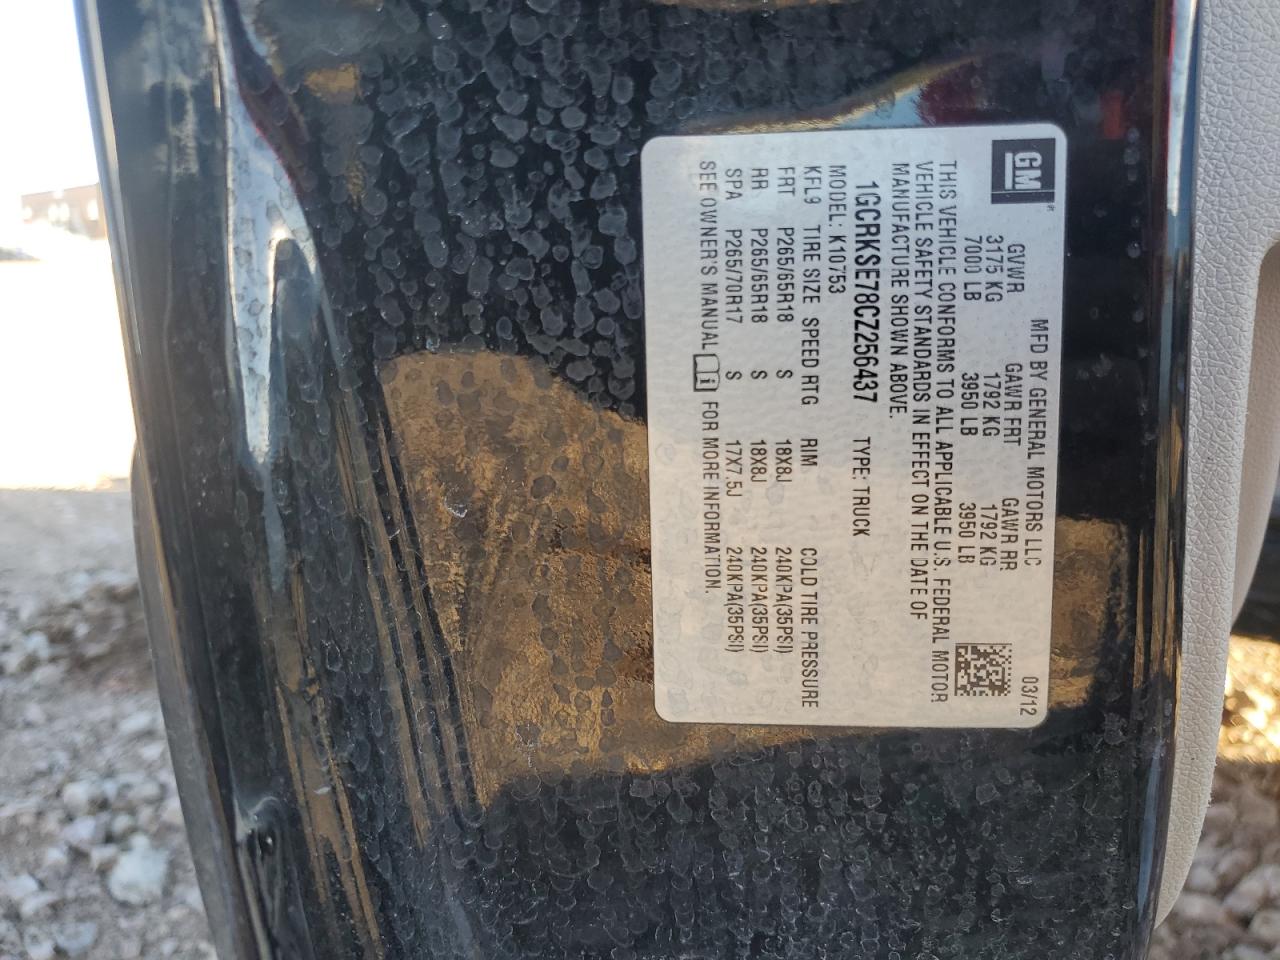 GM
MFD BY GENERAL MOTORS LLC 03/12
GVWR GAWR FRT GAWR RR
3175 KG 1792 KG 1792 KG
7000 LB 3950 LB 3950 LB
THIS VEHICLE CONFORMS TO ALL APPLICABLE U.S. FEDERAL MOTOR
VEHICLE SAFETY STANDARDS IN EFFECT ON THE DATE OF
MANUFACTURE SHOWN ABOVE.
1GCRKSE78CZ256437 TYPE: TRUCK
MODEL: K10753
KFL9 TIRE SIZE SPEED RTG RIM COLD TIRE PRESSURE
FRT P265/65R18 S 18X8J 240KPA(35PSI)
RR P265/65R18 S 18X8J 240KPA(35PSI)
SPA P265/70R17 S 17X7.5J 240KPA(35PSI)
SEE OWNER'S MANUAL i FOR MORE INFORMATION.